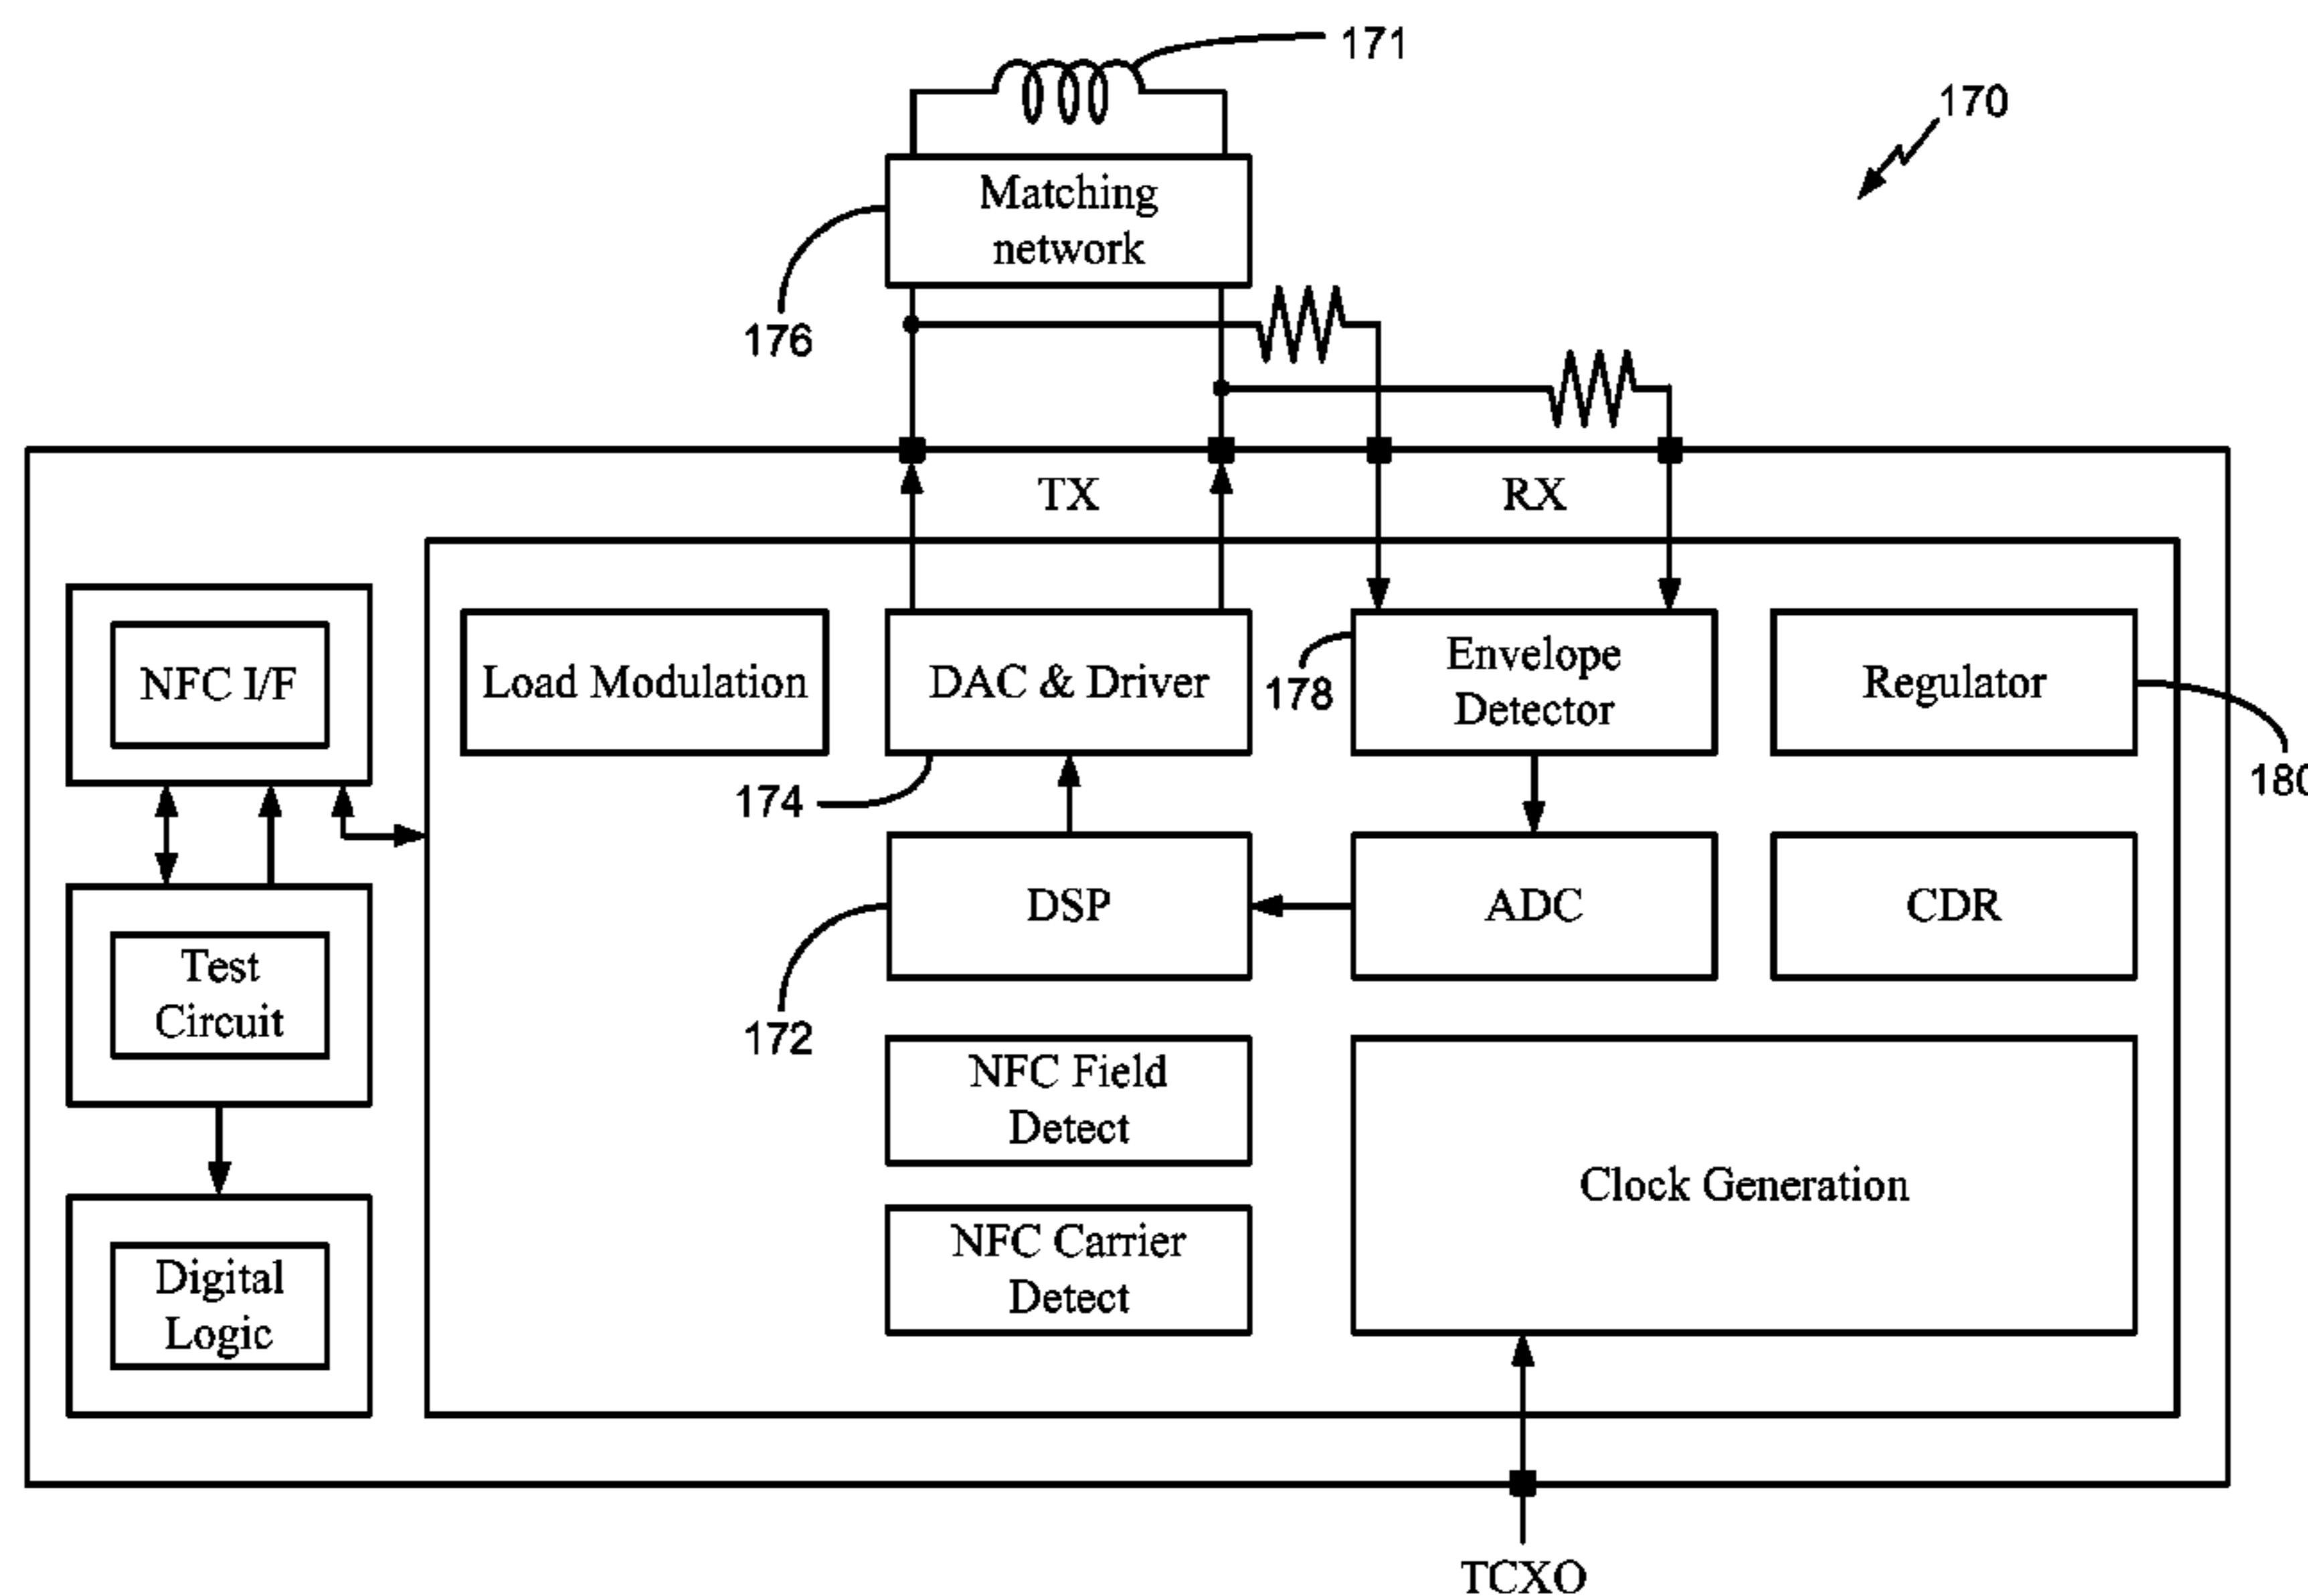 171
170
Matching
network
176
TX
RX
NFC I/F
Load Modulation
DAC & Driver
178
Envelope
Detector
Regulator
174
180
DSP
ADC
CDR
Test
Circuit
172
NFC Field
Detect
Clock Generation
NFC Carrier
Detect
Digital
Logic
TCXO